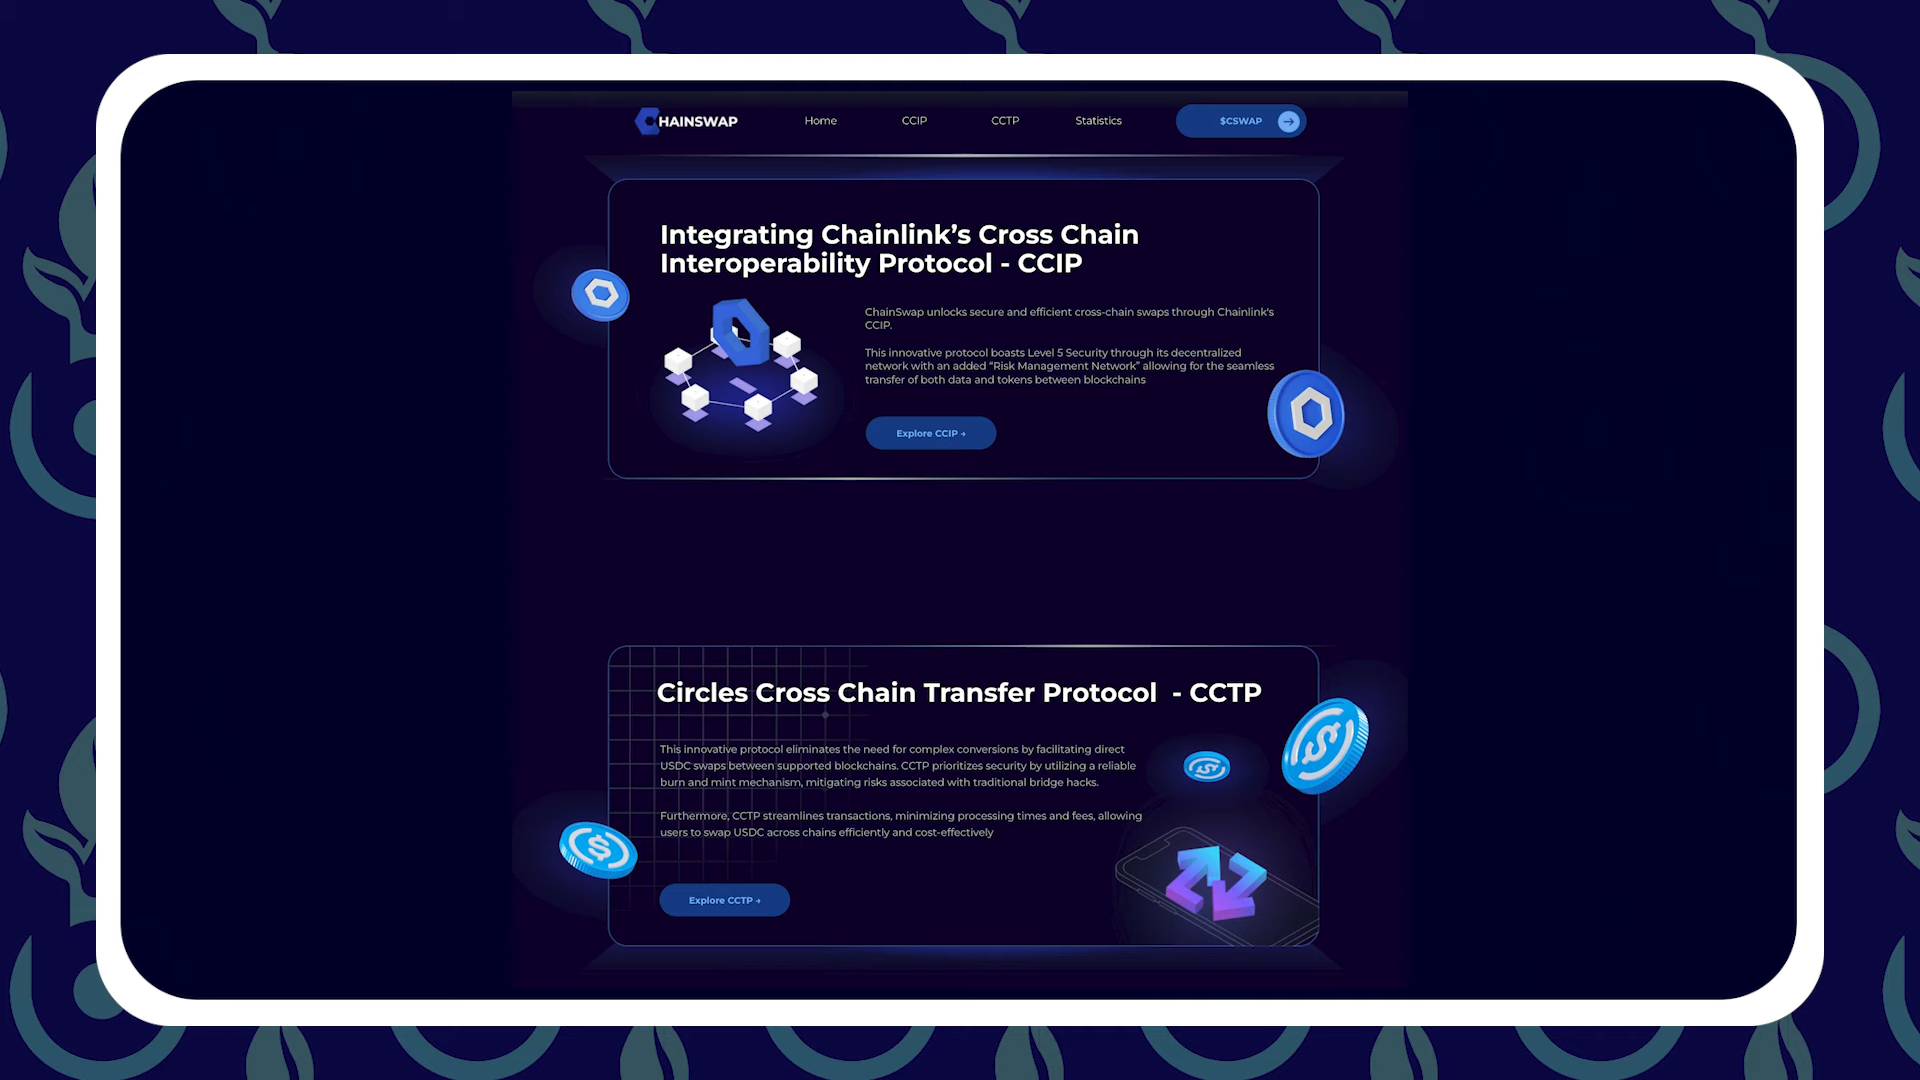 CHAINSWAP
Home
CCIP
CCTP
Statistics
$CSWAP
Integrating Chainlink’s Cross Chain
Interoperability Protocol - CCIP
ChainSwap unlocks secure and efficient cross-chain swaps through Chainlink's
CCIP.
This innovative protocol boasts Level 5 Security through its decentralized
network with an added “Risk Management Network” allowing for the seamless
transfer of both data and tokens between blockchains
Explore CCIP →
Circles Cross Chain Transfer Protocol - CCTP
This innovative protocol eliminates the need for complex conversions by facilitating direct
USDC swaps between supported blockchains. CCTP prioritizes security by utilizing a reliable
burn and mint mechanism, mitigating risks associated with traditional bridge hacks.
Furthermore, CCTP streamlines transactions, minimizing processing times and fees, allowing
users to swap USDC across chains efficiently and cost-effectively
Explore CCTP →